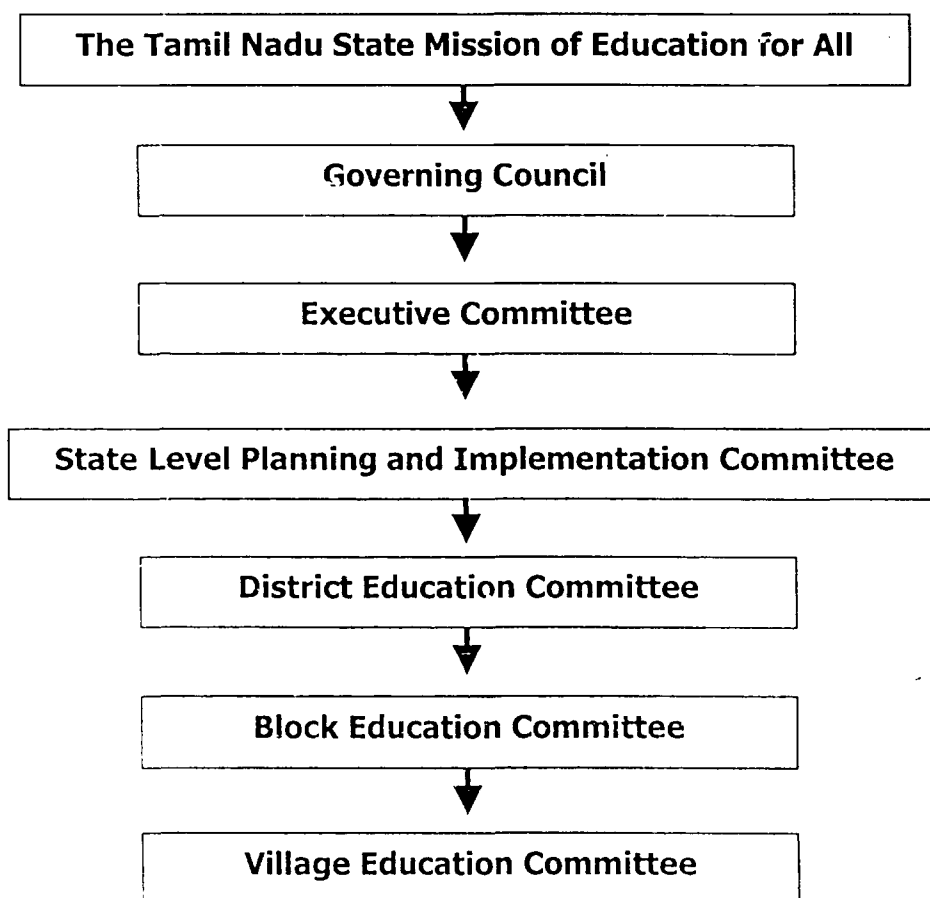 The Tamil Nadu State Mission of Education for All
Governing Council
Executive Committee
State Level Planning and Implementation Committee
District Education Committee
Block Education Committee
Village Education Committee